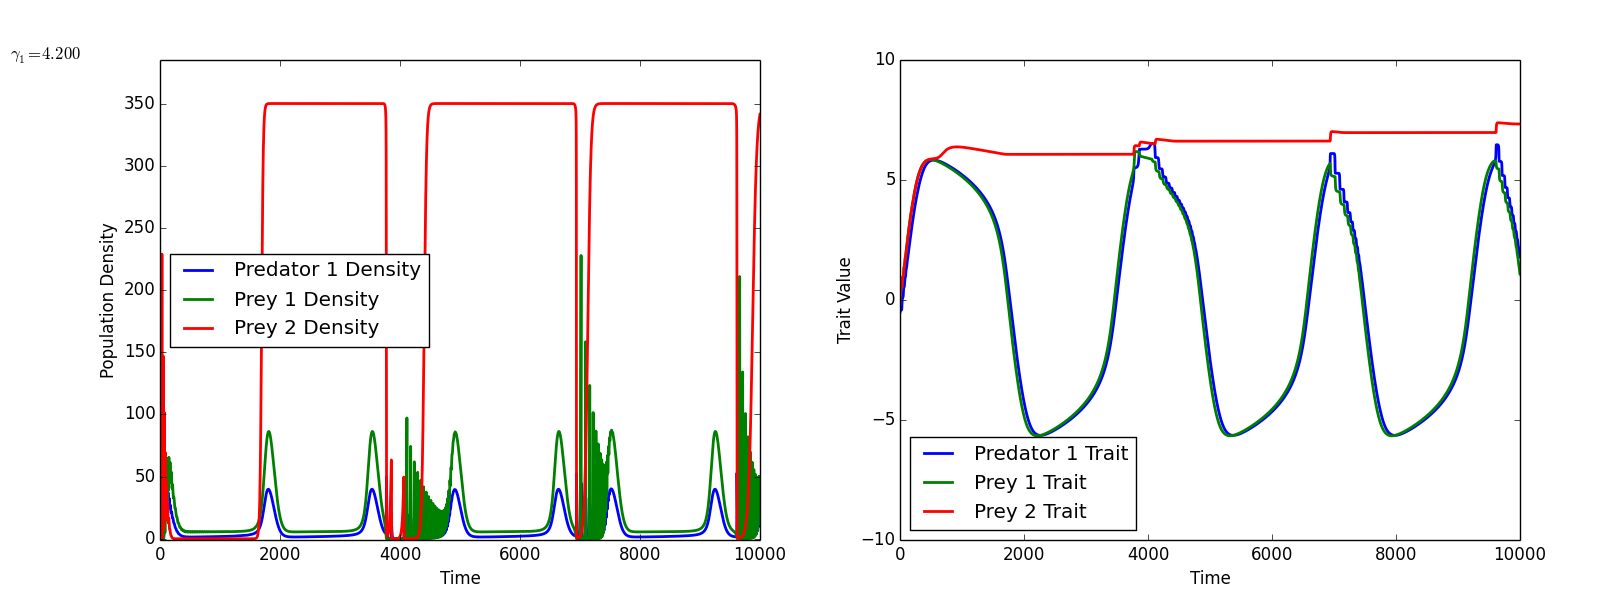 γ₁=4.200
350
300
250
200
150
100
50
0
Population Density
Predator 1 Density
Prey 1 Density
Prey 2 Density
0 2000 4000 6000 8000 10000
Time
10
5
0
−5
−10
Trait Value
Predator 1 Trait
Prey 1 Trait
Prey 2 Trait
0 2000 4000 6000 8000 10000
Time